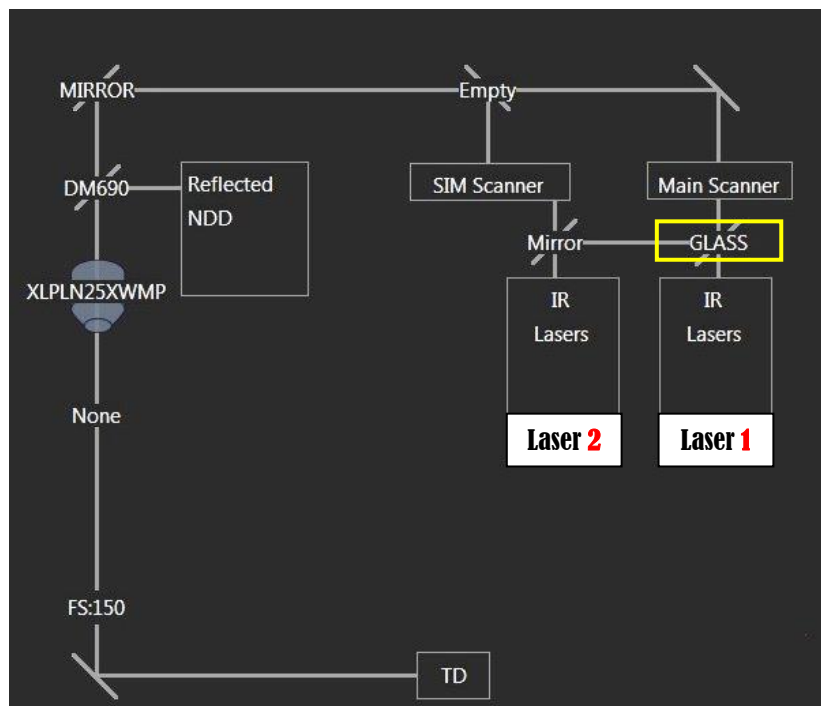 MIRROR
Empty
DM690
Reflected
NDD
SIM Scanner
Main Scanner
Mirror
GLASS
XLPLN25XWMP
IR
Lasers
IR
Lasers
None
Laser 2
Laser 1
FS:150
TD